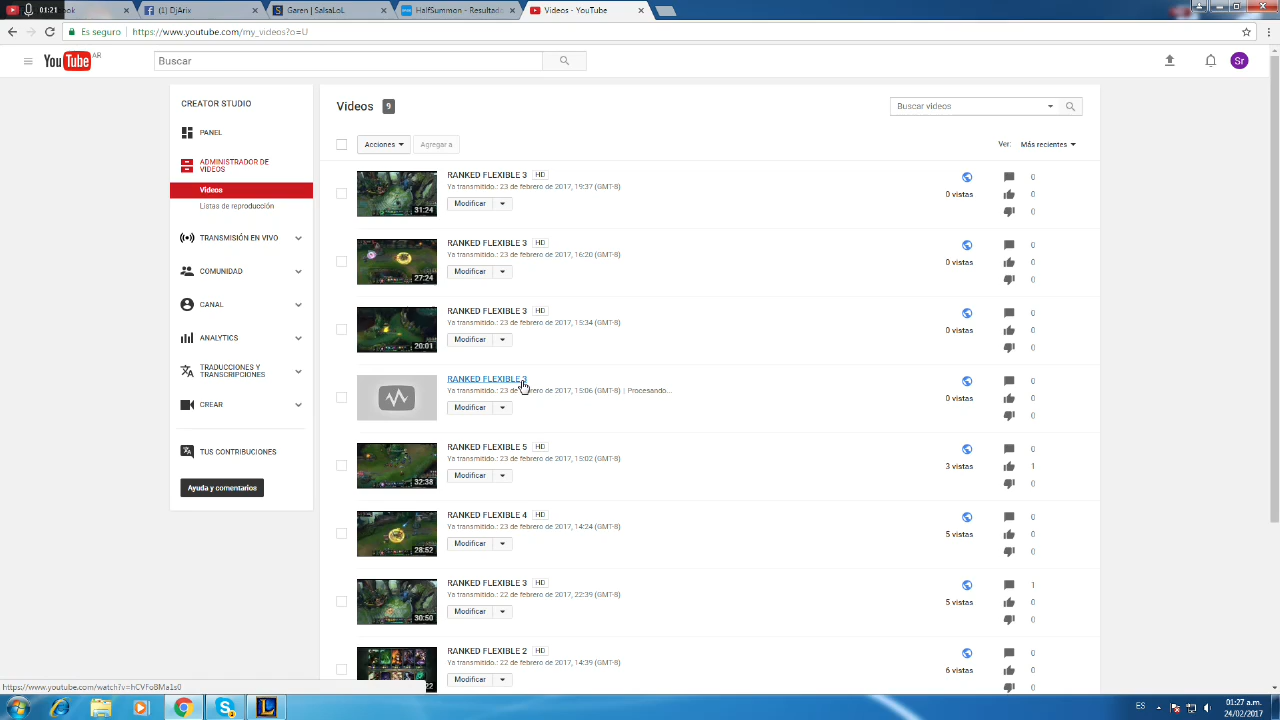 01:21
ok
DjArix
Garen | SalsaLoL
HalfSummon - Resultado
Videos - YouTube
Es seguro
https://www.youtube.com/my_videos?o=U
YouTube AR
Buscar
Sr
CREATOR STUDIO
PANEL
ADMINISTRADOR DE
VIDEOS
Videos
Listas de reproducción
TRANSMISIÓN EN VIVO
COMUNIDAD
CANAL
ANALYTICS
TRADUCCIONES Y
TRANSCRIPCIONES
CREAR
TUS CONTRIBUCIONES
Ayuda y comentarios
Videos 9
Buscar videos
Acciones
Agregar a
Ver: Más recientes
RANKED FLEXIBLE 3 HD
Ya transmitido.: 23 de febrero de 2017, 19:37 (GMT-8)
Modificar
31:24
0 vistas
0
0
0
RANKED FLEXIBLE 3 HD
Ya transmitido.: 23 de febrero de 2017, 16:20 (GMT-8)
Modificar
27:24
0 vistas
0
0
0
RANKED FLEXIBLE 3 HD
Ya transmitido.: 23 de febrero de 2017, 15:34 (GMT-8)
Modificar
20:01
0 vistas
0
0
0
RANKED FLEXIBLE 3
Ya transmitido.: 23 de febrero de 2017, 15:06 (GMT-8) | Procesando...
Modificar
0 vistas
0
0
0
RANKED FLEXIBLE 5 HD
Ya transmitido.: 23 de febrero de 2017, 15:02 (GMT-8)
Modificar
32:38
3 vistas
0
1
0
RANKED FLEXIBLE 4 HD
Ya transmitido.: 23 de febrero de 2017, 14:24 (GMT-8)
Modificar
28:52
5 vistas
0
0
0
RANKED FLEXIBLE 3 HD
Ya transmitido.: 22 de febrero de 2017, 22:39 (GMT-8)
Modificar
30:50
5 vistas
1
0
0
RANKED FLEXIBLE 2 HD
Ya transmitido.: 22 de febrero de 2017, 14:39 (GMT-8)
Modificar
22
6 vistas
0
0
0
https://www.youtube.com/watch?v=hCVFoBMa1s0
ES
01:27 a.m.
24/02/2017